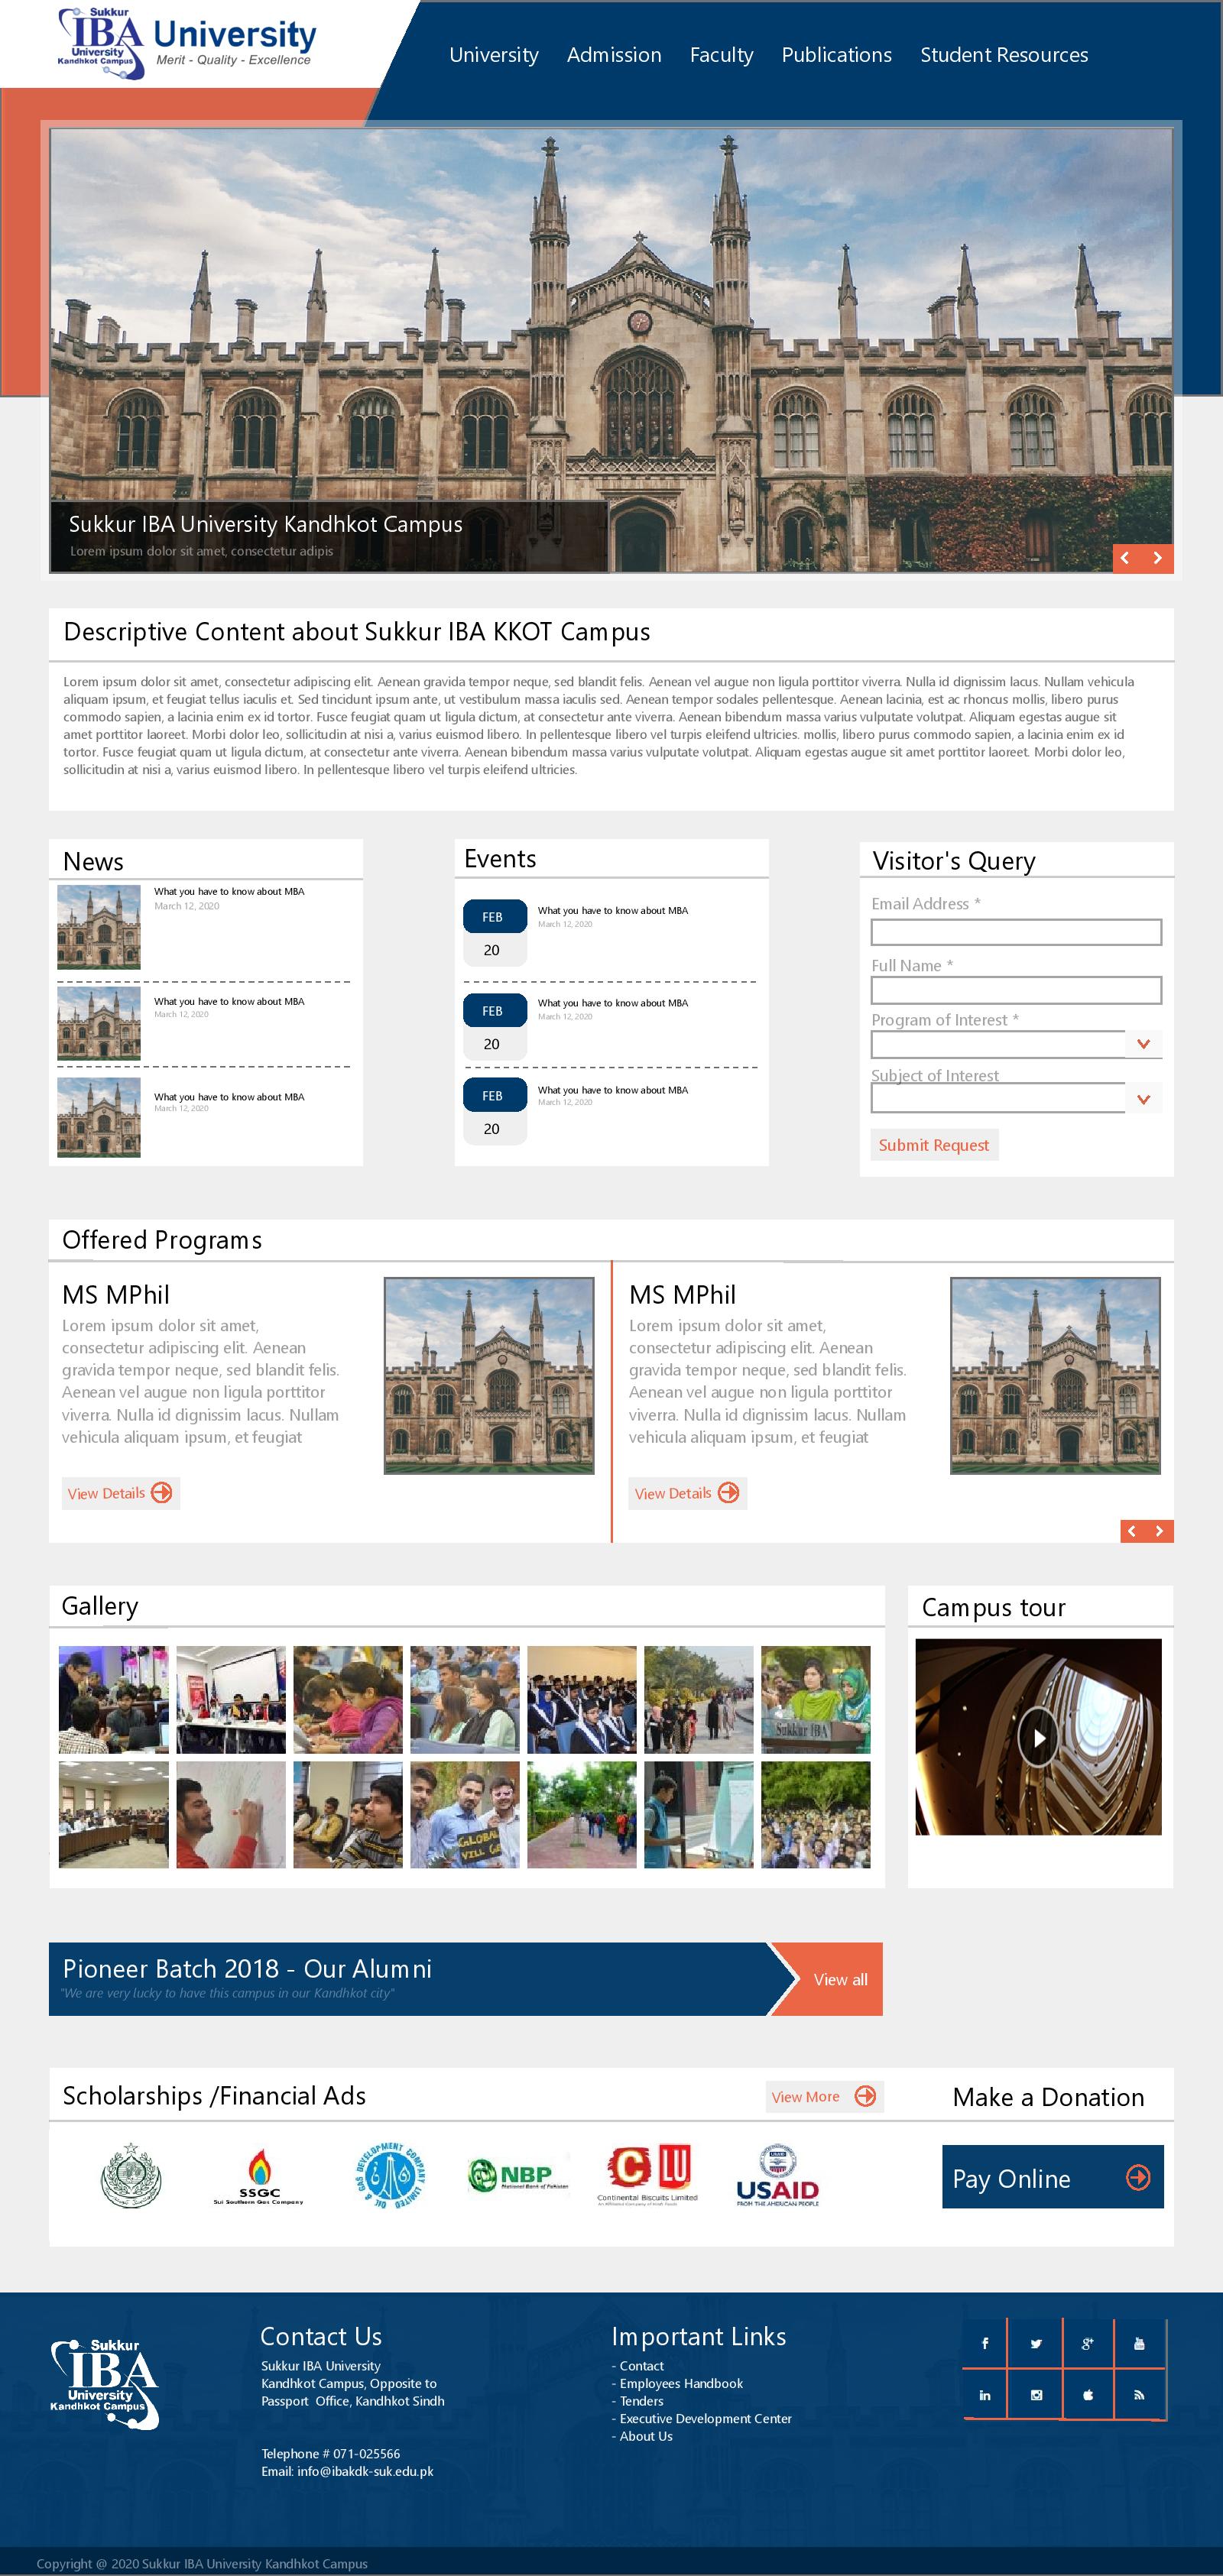 Sukkur
IBA University
University
Kandhkot Campus
Merit - Quality - Excellence
University Admission Faculty Publications Student Resources
Sukkur IBA University Kandhkot Campus
Lorem ipsum dolor sit amet, consectetur adipis
Descriptive Content about Sukkur IBA KKOT Campus
Lorem ipsum dolor sit amet, consectetur adipiscing elit. Aenean gravida tempor neque, sed blandit felis. Aenean vel augue non ligula porttitor viverra. Nulla id dignissim lacus. Nullam vehicula
aliquam ipsum, et feugiat tellus iaculis et. Sed tincidunt ipsum ante, ut vestibulum massa iaculis sed. Aenean tempor sodales pellentesque. Aenean lacinia, est ac rhoncus mollis, libero purus
commodo sapien, a lacinia enim ex id tortor. Fusce feugiat quam ut ligula dictum, at consectetur ante viverra. Aenean bibendum massa varius vulputate volutpat. Aliquam egestas augue sit
amet porttitor laoreet. Morbi dolor leo, sollicitudin at nisi a, varius euismod libero. In pellentesque libero vel turpis eleifend ultricies. mollis, libero purus commodo sapien, a lacinia enim ex id
tortor. Fusce feugiat quam ut ligula dictum, at consectetur ante viverra. Aenean bibendum massa varius vulputate volutpat. Aliquam egestas augue sit amet porttitor laoreet. Morbi dolor leo,
sollicitudin at nisi a, varius euismod libero. In pellentesque libero vel turpis eleifend ultricies.
News
What you have to know about MBA
March 12, 2020
What you have to know about MBA
March 12, 2020
What you have to know about MBA
March 12, 2020
Events
FEB
20
What you have to know about MBA
March 12, 2020
FEB
20
What you have to know about MBA
March 12, 2020
FEB
20
What you have to know about MBA
March 12, 2020
Visitor's Query
Email Address *
Full Name *
Program of Interest *
Subject of Interest
Submit Request
Offered Programs
MS MPhil
Lorem ipsum dolor sit amet,
consectetur adipiscing elit. Aenean
gravida tempor neque, sed blandit felis.
Aenean vel augue non ligula porttitor
viverra. Nulla id dignissim lacus. Nullam
vehicula aliquam ipsum, et feugiat
View Details
MS MPhil
Lorem ipsum dolor sit amet,
consectetur adipiscing elit. Aenean
gravida tempor neque, sed blandit felis.
Aenean vel augue non ligula porttitor
viverra. Nulla id dignissim lacus. Nullam
vehicula aliquam ipsum, et feugiat
View Details
Gallery
Sukkur IBA
GLOBAL
VILL GE
Campus tour
Pioneer Batch 2018 - Our Alumni
"We are very lucky to have this campus in our Kandhkot city"
View all
Scholarships /Financial Ads
View More
Make a Donation
SSGC
Sui Southern Gas Company
OIL & GAS DEVELOPMENT COMPANY LIMITED
NBP
National Bank of Pakistan
C LU
Continental Biscuits Limited
USAID
FROM THE AMERICAN PEOPLE
Pay Online
Sukkur
IBA
University
Kandhkot Campus
Contact Us
Sukkur IBA University
Kandhkot Campus, Opposite to
Passport Office, Kandhkot Sindh
Telephone # 071-025566
Email: info@ibakdk-suk.edu.pk
Important Links
- Contact
- Employees Handbook
- Tenders
- Executive Development Center
- About Us
Copyright @ 2020 Sukkur IBA University Kandhkot Campus